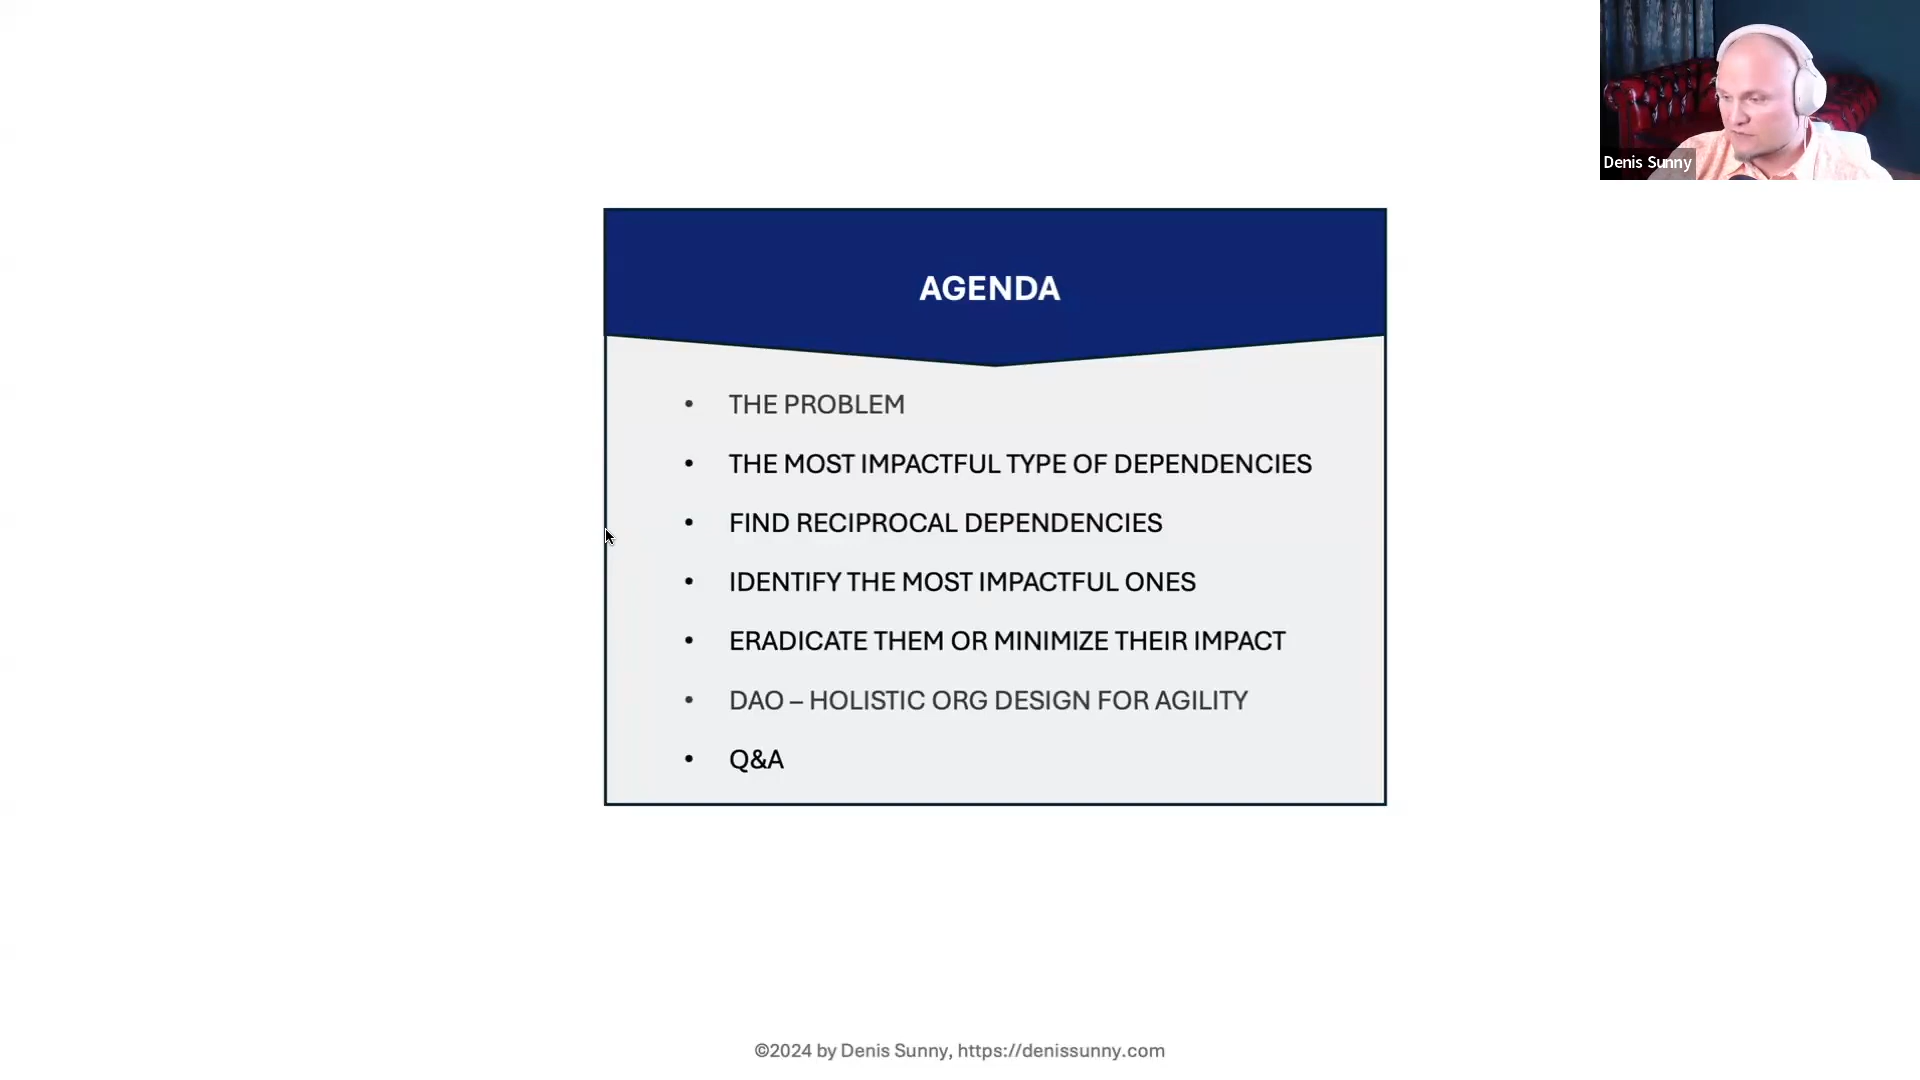 Denis Sunny
AGENDA
• THE PROBLEM
• THE MOST IMPACTFUL TYPE OF DEPENDENCIES
• FIND RECIPROCAL DEPENDENCIES
• IDENTIFY THE MOST IMPACTFUL ONES
• ERADICATE THEM OR MINIMIZE THEIR IMPACT
• DAO – HOLISTIC ORG DESIGN FOR AGILITY
• Q&A
©2024 by Denis Sunny, https://denissunny.com